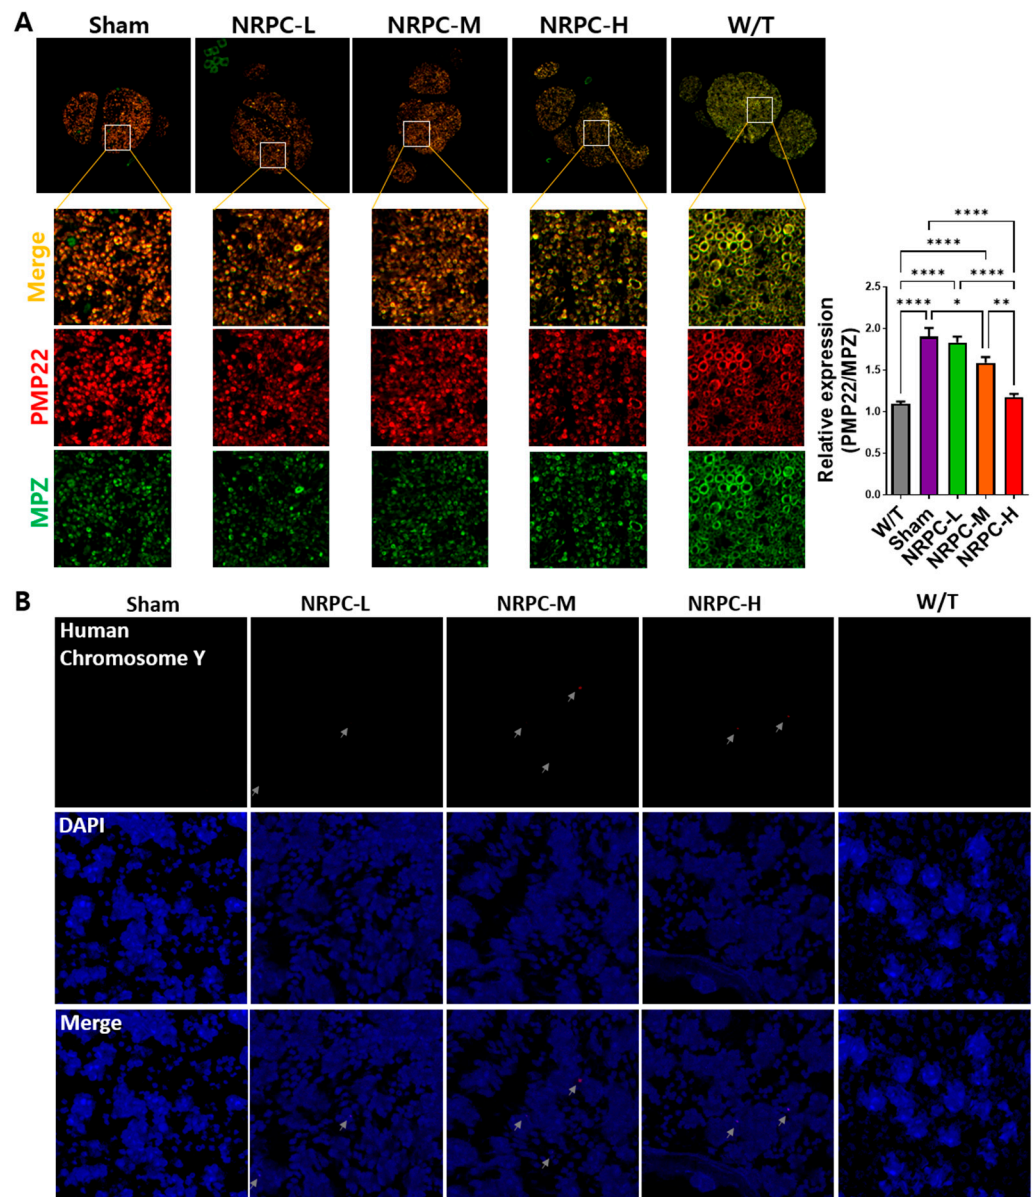 A
Sham
NRPC-L
NRPC-M
NRPC-H
W/T
Merge
PMP22
MPZ
Relative expression
(PMP22/MPZ)
2.5
2.0
1.5
1.0
0.5
0.0
****
****
**** ****
**** * **
W/T
Sham
NRPC-L
NRPC-M
NRPC-H
B
Sham
NRPC-L
NRPC-M
NRPC-H
W/T
Human
Chromosome Y
DAPI
Merge